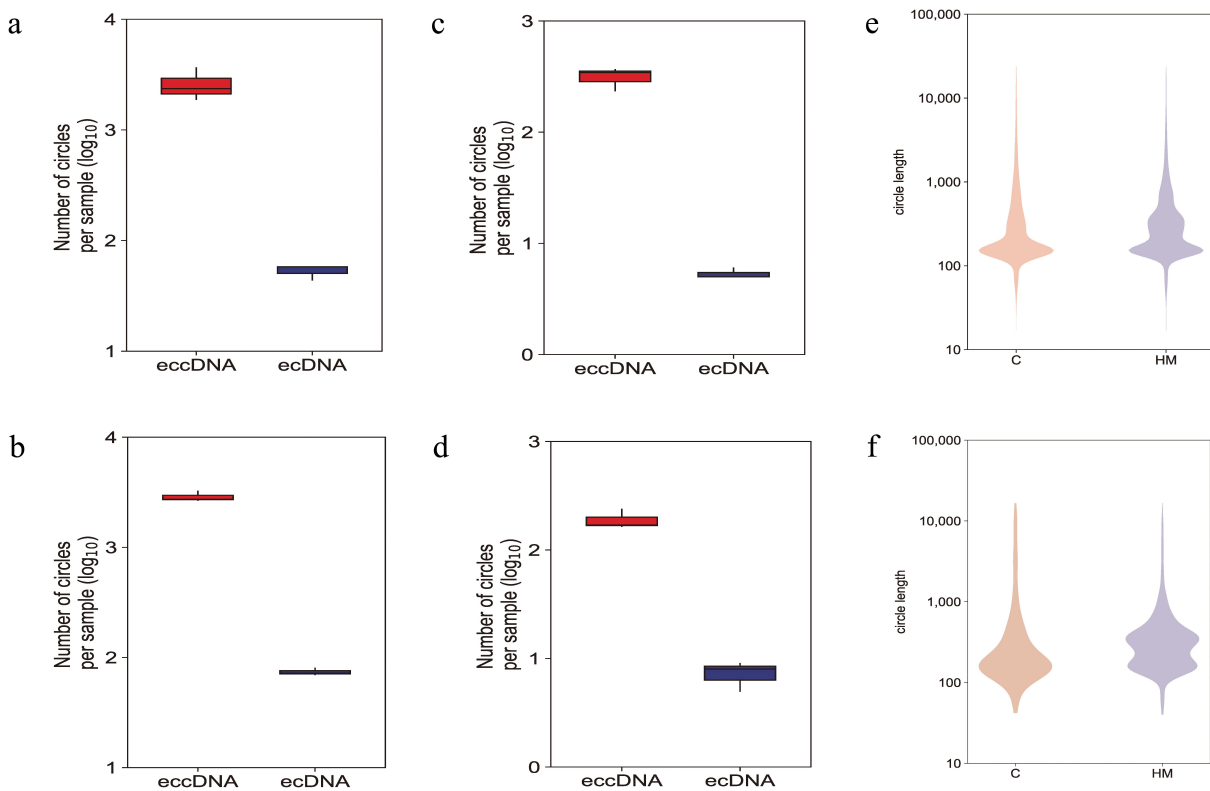 a
4
3
2
1
Number of circles
per sample (log10)
eccDNA
ecDNA
c
3
2
1
0
Number of circles
per sample (log10)
eccDNA
ecDNA
e
100,000
10,000
1,000
100
10
circle length
C
HM
b
4
3
2
1
Number of circles
per sample (log10)
eccDNA
ecDNA
d
3
2
1
0
Number of circles
per sample (log10)
eccDNA
ecDNA
f
100,000
10,000
1,000
100
10
circle length
C
HM